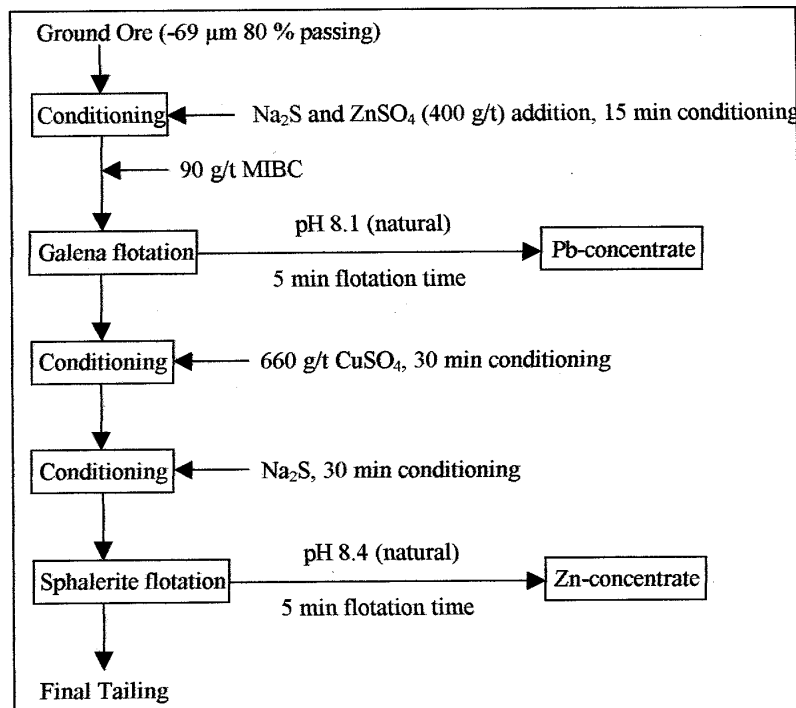 Ground Ore (-69 µm 80 % passing)
Conditioning
Na₂S and ZnSO₄ (400 g/t) addition, 15 min conditioning
90 g/t MIBC
pH 8.1 (natural)
Galena flotation
Pb-concentrate
5 min flotation time
Conditioning
660 g/t CuSO₄, 30 min conditioning
Conditioning
Na₂S, 30 min conditioning
pH 8.4 (natural)
Sphalerite flotation
Zn-concentrate
5 min flotation time
Final Tailing